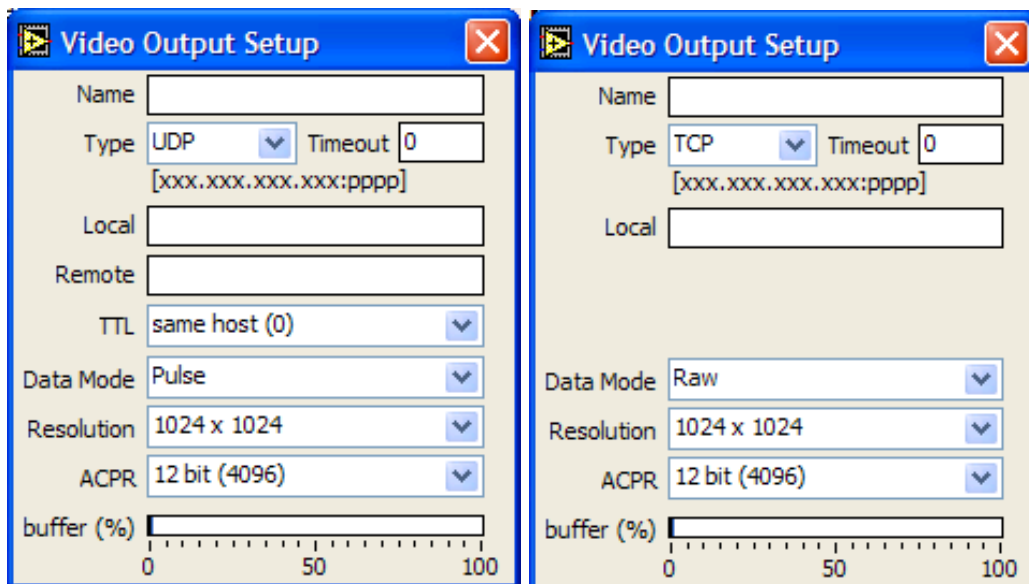 Video Output Setup
Name
Type UDP Timeout 0
[xxx.xxx.xxx.xxx:pppp]
Local
Remote
TTL same host (0)
Data Mode Pulse
Resolution 1024 x 1024
ACPR 12 bit (4096)
buffer (%)
0 50 100
Video Output Setup
Name
Type TCP Timeout 0
[xxx.xxx.xxx.xxx:pppp]
Local
Data Mode Raw
Resolution 1024 x 1024
ACPR 12 bit (4096)
buffer (%)
0 50 100